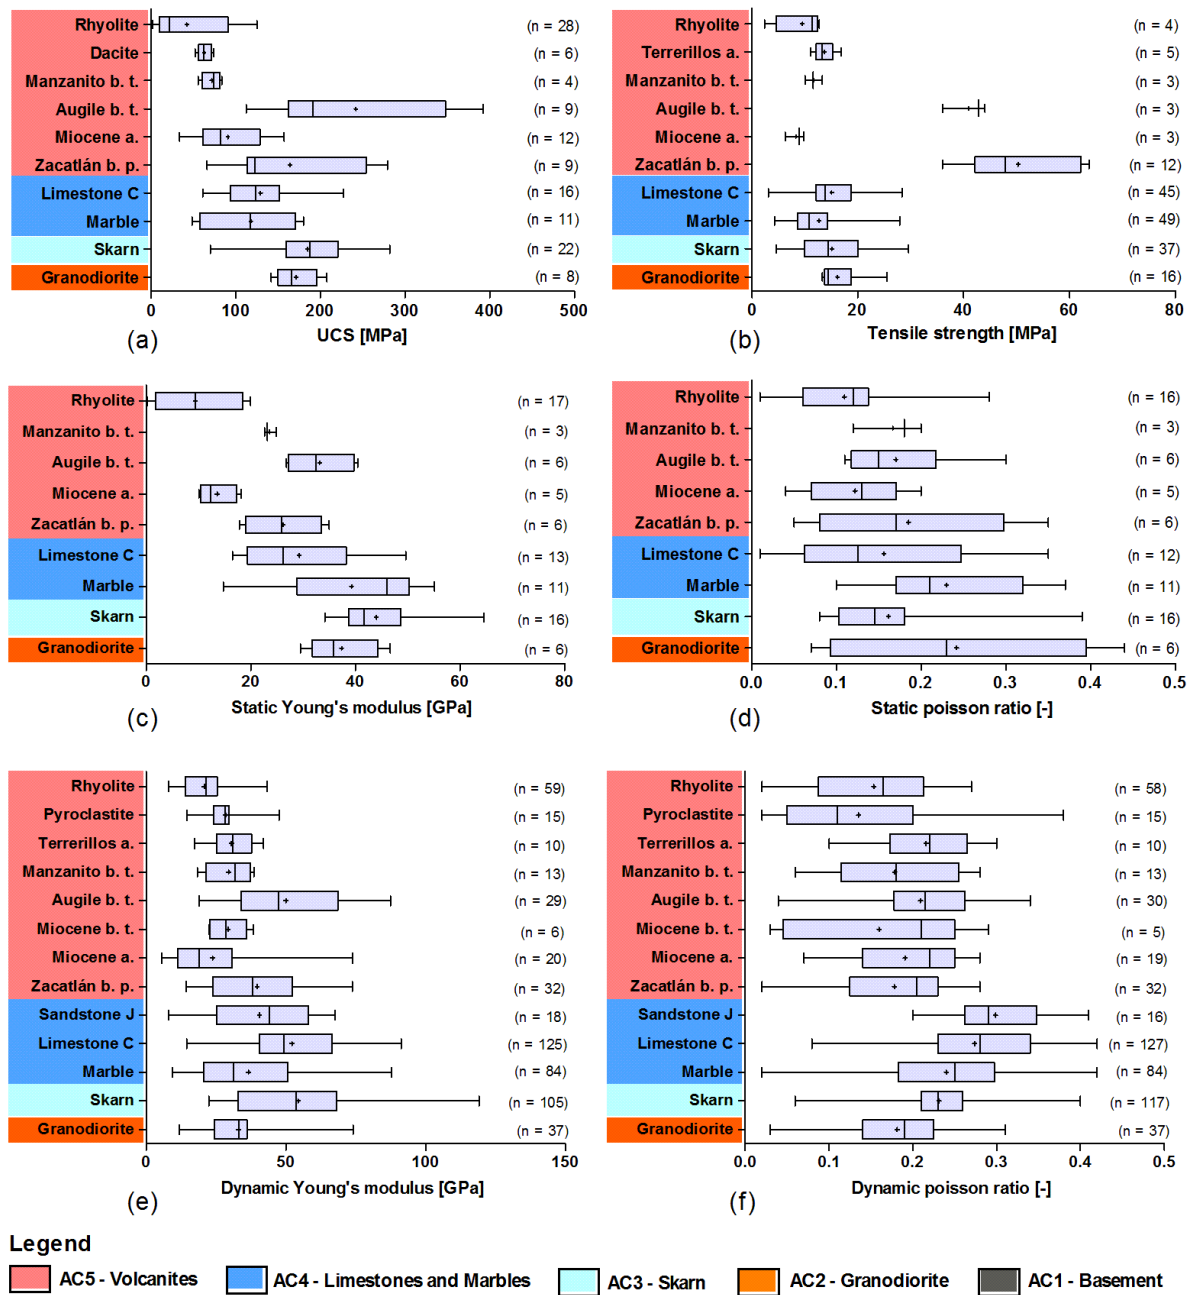 Rhyolite (n = 28)
Dacite (n = 6)
Manzanito b. t. (n = 4)
Augile b. t. (n = 9)
Miocene a. (n = 12)
Zacatlán b. p. (n = 9)
Limestone C (n = 16)
Marble (n = 11)
Skarn (n = 22)
Granodiorite (n = 8)
0 100 200 300 400 500
(a) UCS [MPa]
Rhyolite (n = 4)
Terrerillos a. (n = 5)
Manzanito b. t. (n = 3)
Augile b. t. (n = 3)
Miocene a. (n = 3)
Zacatlán b. p. (n = 12)
Limestone C (n = 45)
Marble (n = 49)
Skarn (n = 37)
Granodiorite (n = 16)
0 20 40 60 80
(b) Tensile strength [MPa]
Rhyolite (n = 17)
Manzanito b. t. (n = 3)
Augile b. t. (n = 6)
Miocene a. (n = 5)
Zacatlán b. p. (n = 6)
Limestone C (n = 13)
Marble (n = 11)
Skarn (n = 16)
Granodiorite (n = 6)
0 20 40 60 80
(c) Static Young's modulus [GPa]
Rhyolite (n = 16)
Manzanito b. t. (n = 3)
Augile b. t. (n = 6)
Miocene a. (n = 5)
Zacatlán b. p. (n = 6)
Limestone C (n = 12)
Marble (n = 11)
Skarn (n = 16)
Granodiorite (n = 6)
0.0 0.1 0.2 0.3 0.4 0.5
(d) Static poisson ratio [-]
Rhyolite (n = 59)
Pyroclastite (n = 15)
Terrerillos a. (n = 10)
Manzanito b. t. (n = 13)
Augile b. t. (n = 29)
Miocene b. t. (n = 6)
Miocene a. (n = 20)
Zacatlán b. p. (n = 32)
Sandstone J (n = 18)
Limestone C (n = 125)
Marble (n = 84)
Skarn (n = 105)
Granodiorite (n = 37)
0 50 100 150
(e) Dynamic Young's modulus [GPa]
Rhyolite (n = 58)
Pyroclastite (n = 15)
Terrerillos a. (n = 10)
Manzanito b. t. (n = 13)
Augile b. t. (n = 30)
Miocene b. t. (n = 5)
Miocene a. (n = 19)
Zacatlán b. p. (n = 32)
Sandstone J (n = 16)
Limestone C (n = 127)
Marble (n = 84)
Skarn (n = 117)
Granodiorite (n = 37)
0.0 0.1 0.2 0.3 0.4 0.5
(f) Dynamic poisson ratio [-]
Legend
AC5 - Volcanites AC4 - Limestones and Marbles AC3 - Skarn AC2 - Granodiorite AC1 - Basement